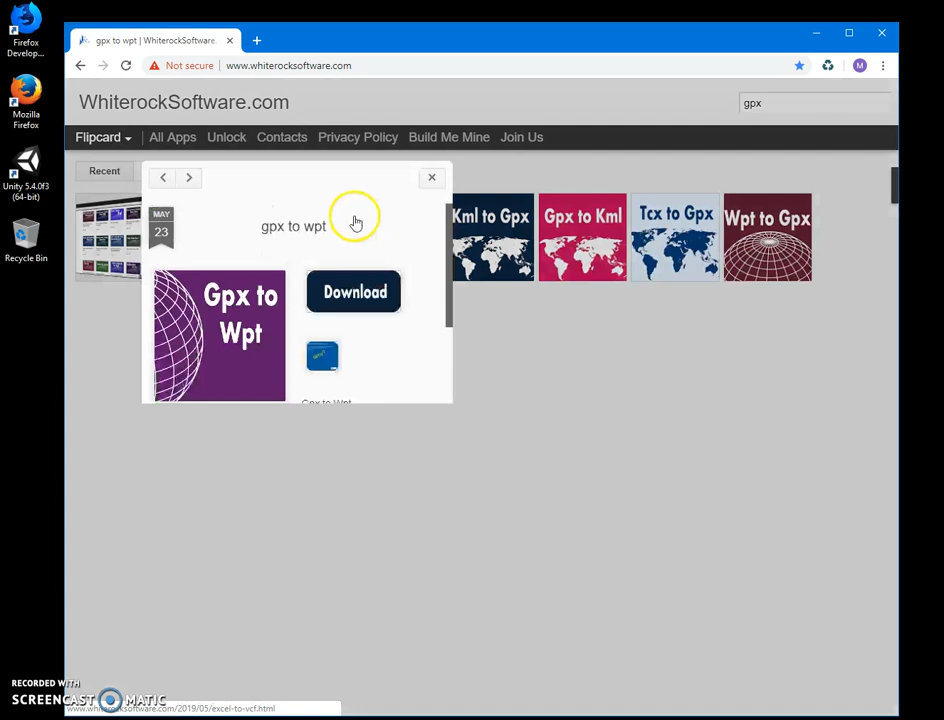 Firefox
Develop...
Mozilla
Firefox
Unity 5.4.0f3
(64-bit)
Recycle Bin
gpx to wpt | WhiterockSoftware.
Not secure
www.whiterocksoftware.com
M
WhiterockSoftware.com
gpx
Flipcard
All Apps
Unlock
Contacts
Privacy Policy
Build Me Mine
Join Us
Recent
MAY
23
gpx to wpt
Gpx to
Wpt
Download
Gpx to Wpt
Kml to Gpx
Gpx to Kml
Tcx to Gpx
Wpt to Gpx
RECORDED WITH
SCREENCAST MATIC
www.whiterocksoftware.com/2019/05/excel-to-vcf.html